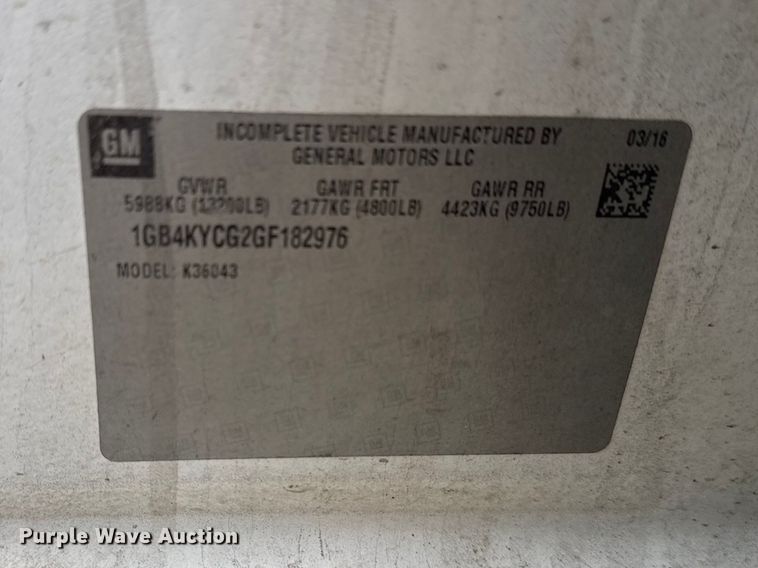 GM
INCOMPLETE VEHICLE MANUFACTURED BY
GENERAL MOTORS LLC
03/16
GVWR GAWR FRT GAWR RR
5988KG (13200LB) 2177KG (4800LB) 4423KG (9750LB)
1GB4KYCG2GF182976
MODEL: K36043
Purple Wave Auction